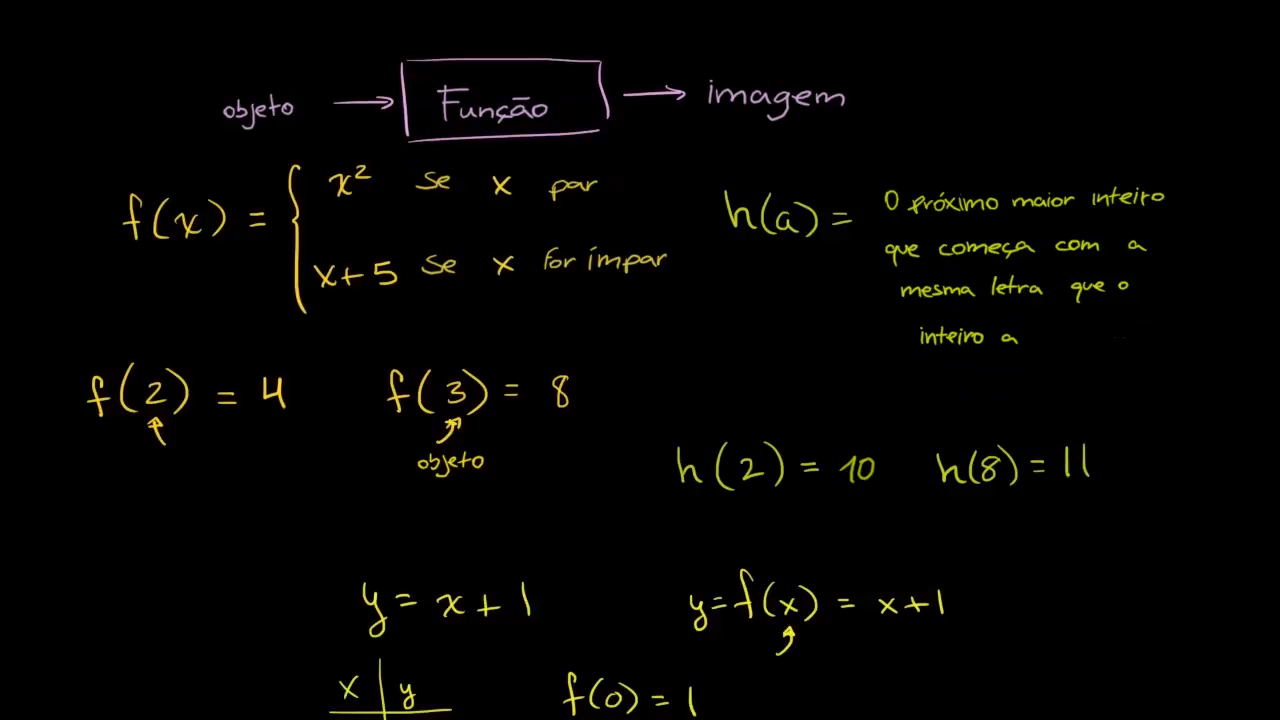 objeto → Função → imagem
f(x) = { x² se x par
x+5 se x for ímpar
h(a) = O próximo maior inteiro
que começa com a
mesma letra que o
inteiro a
f(2) = 4 f(3) = 8
objeto
h(2) = 10 h(8) = 11
y = x + 1 y = f(x) = x + 1
x | y f(0) = 1